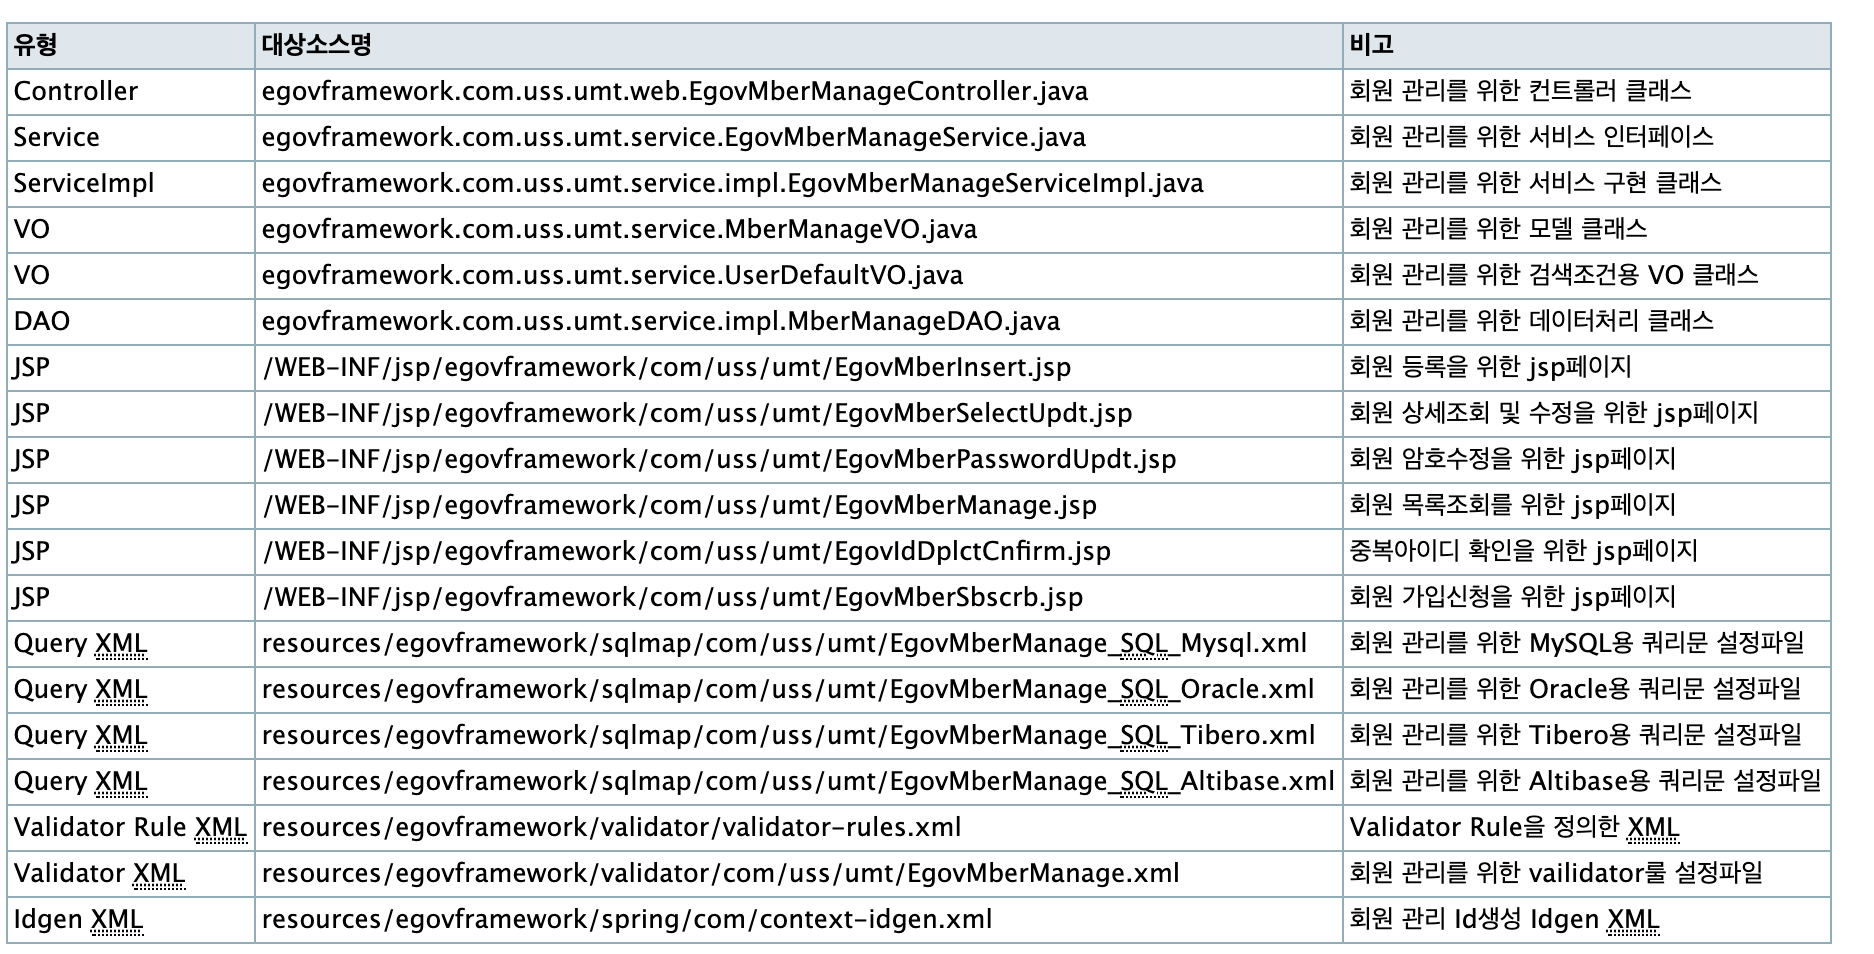 유형 대상소스명 비고
Controller egovframework.com.uss.umt.web.EgovMberManageController.java 회원 관리를 위한 컨트롤러 클래스
Service egovframework.com.uss.umt.service.EgovMberManageService.java 회원 관리를 위한 서비스 인터페이스
ServiceImpl egovframework.com.uss.umt.service.impl.EgovMberManageServiceImpl.java 회원 관리를 위한 서비스 구현 클래스
VO egovframework.com.uss.umt.service.MberManageVO.java 회원 관리를 위한 모델 클래스
VO egovframework.com.uss.umt.service.UserDefaultVO.java 회원 관리를 위한 검색조건용 VO 클래스
DAO egovframework.com.uss.umt.service.impl.MberManageDAO.java 회원 관리를 위한 데이터처리 클래스
JSP /WEB-INF/jsp/egovframework/com/uss/umt/EgovMberInsert.jsp 회원 등록을 위한 jsp페이지
JSP /WEB-INF/jsp/egovframework/com/uss/umt/EgovMberSelectUpdt.jsp 회원 상세조회 및 수정을 위한 jsp페이지
JSP /WEB-INF/jsp/egovframework/com/uss/umt/EgovMberPasswordUpdt.jsp 회원 암호수정을 위한 jsp페이지
JSP /WEB-INF/jsp/egovframework/com/uss/umt/EgovMberManage.jsp 회원 목록조회를 위한 jsp페이지
JSP /WEB-INF/jsp/egovframework/com/uss/umt/EgovIdDplctCnfirm.jsp 중복아이디 확인을 위한 jsp페이지
JSP /WEB-INF/jsp/egovframework/com/uss/umt/EgovMberSbscrb.jsp 회원 가입신청을 위한 jsp페이지
Query XML resources/egovframework/sqlmap/com/uss/umt/EgovMberManage_SQL_Mysql.xml 회원 관리를 위한 MySQL용 쿼리문 설정파일
Query XML resources/egovframework/sqlmap/com/uss/umt/EgovMberManage_SQL_Oracle.xml 회원 관리를 위한 Oracle용 쿼리문 설정파일
Query XML resources/egovframework/sqlmap/com/uss/umt/EgovMberManage_SQL_Tibero.xml 회원 관리를 위한 Tibero용 쿼리문 설정파일
Query XML resources/egovframework/sqlmap/com/uss/umt/EgovMberManage_SQL_Altibase.xml 회원 관리를 위한 Altibase용 쿼리문 설정파일
Validator Rule XML resources/egovframework/validator/validator-rules.xml Validator Rule을 정의한 XML
Validator XML resources/egovframework/validator/com/uss/umt/EgovMberManage.xml 회원 관리를 위한 vailidator룰 설정파일
Idgen XML resources/egovframework/spring/com/context-idgen.xml 회원 관리 Id생성 Idgen XML